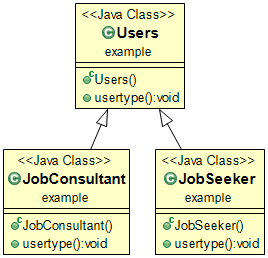 <<Java Class>>
Users
example
Users()
usertype():void
<<Java Class>>
JobConsultant
example
JobConsultant()
usertype():void
<<Java Class>>
JobSeeker
example
JobSeeker()
usertype():void